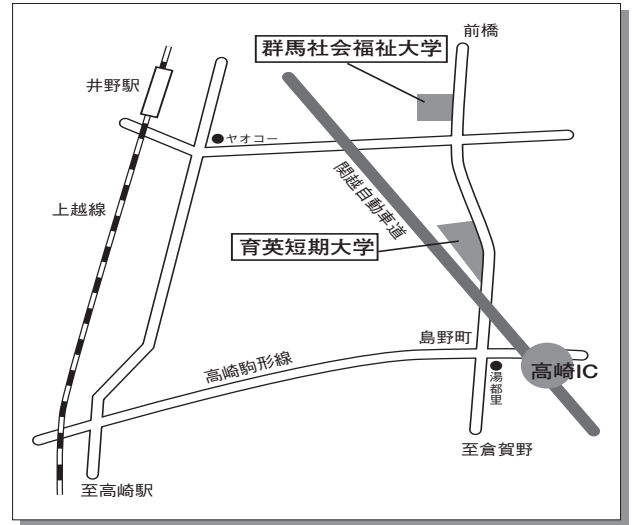 前橋
群馬社会福祉大学
井野駅
ヤオコー
関越自動車道
上越線
育英短期大学
島野町
高崎駒形線
高崎IC
湯都里
至倉賀野
至高崎駅